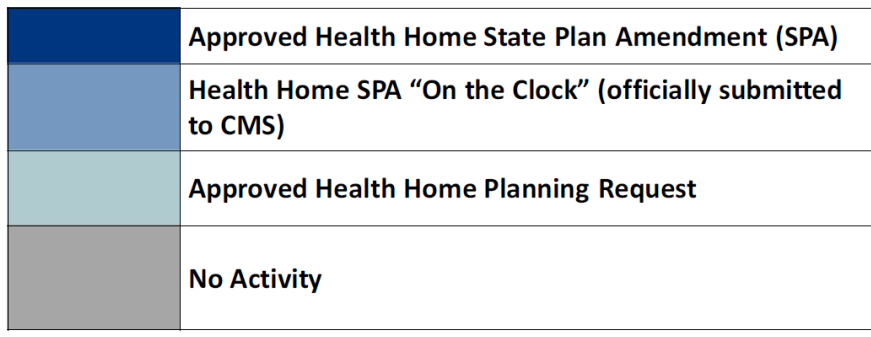 Approved Health Home State Plan Amendment (SPA)
Health Home SPA “On the Clock” (officially submitted
to CMS)
Approved Health Home Planning Request
No Activity